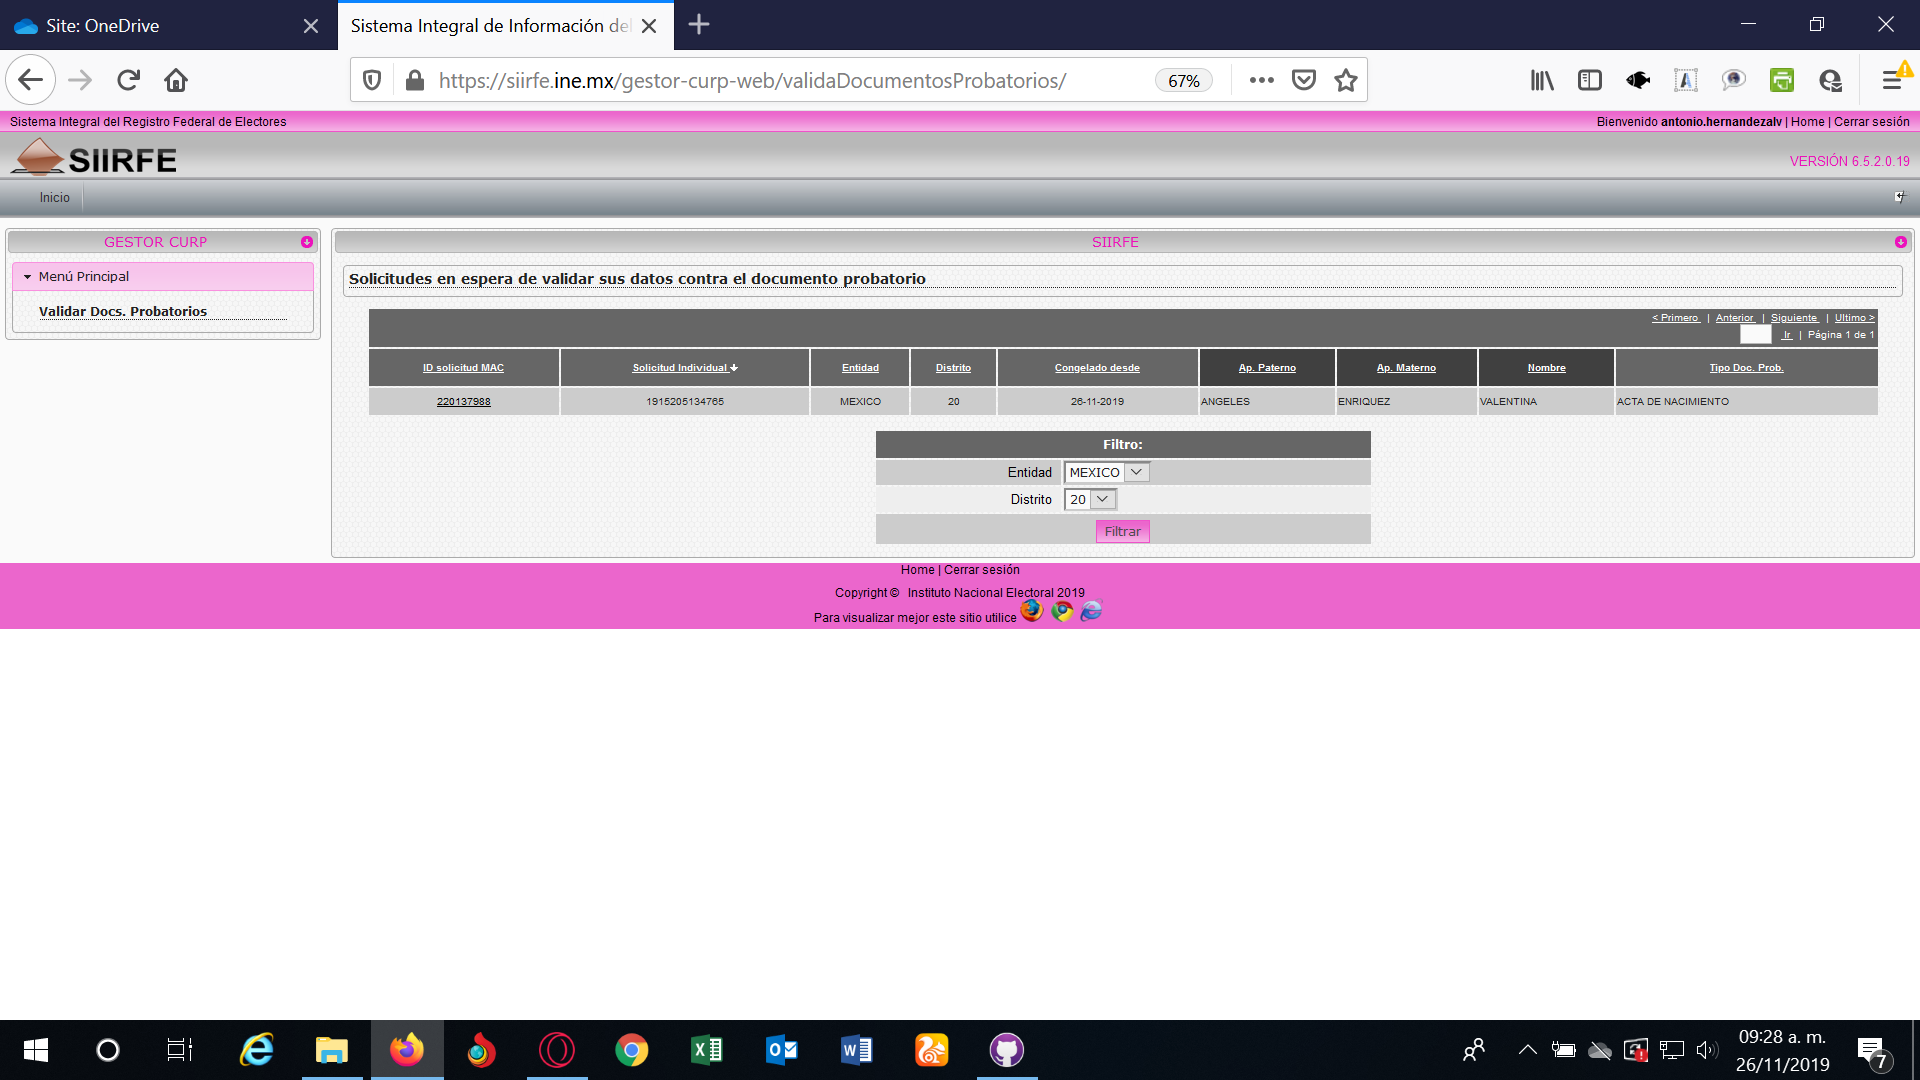 Site: OneDrive
Sistema Integral de Información del
https://siirfe.ine.mx/gestor-curp-web/validaDocumentosProbatorios/
67%
Sistema Integral del Registro Federal de Electores
Bienvenido antonio.hernandezalv | Home | Cerrar sesión
SIIRFE
VERSIÓN 6.5.2.0.19
Inicio
GESTOR CURP
Menú Principal
Validar Docs. Probatorios
SIIRFE
Solicitudes en espera de validar sus datos contra el documento probatorio
< Primero | Anterior | Siguiente | Ultimo >
Ir | Página 1 de 1
ID solicitud MAC Solicitud Individual Entidad Distrito Congelado desde Ap. Paterno Ap. Materno Nombre Tipo Doc. Prob.
220137988 1915205134765 MEXICO 20 26-11-2019 ANGELES ENRIQUEZ VALENTINA ACTA DE NACIMIENTO
Filtro:
Entidad MEXICO
Distrito 20
Filtrar
Home | Cerrar sesión
Copyright © Instituto Nacional Electoral 2019
Para visualizar mejor este sitio utilice
09:28 a. m.
26/11/2019
7